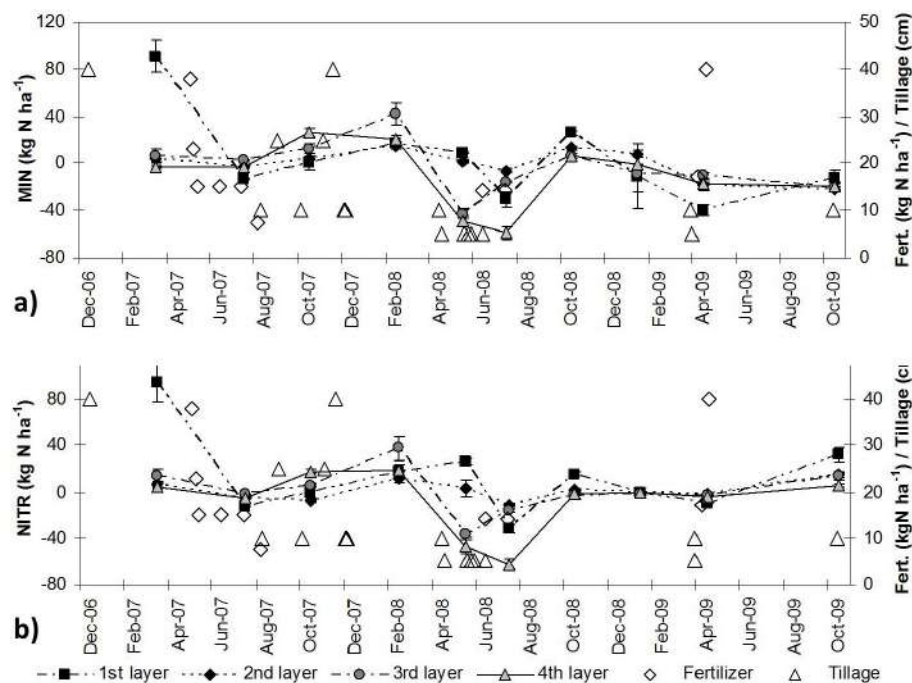 120
80
40
0
-40
-80
MIN (kg N ha-1)
50
40
30
20
10
0
Fert. (kg N ha-1) / Tillage (cm)
a)
Dec-06 Feb-07 Apr-07 Jun-07 Aug-07 Oct-07 Dec-07 Feb-08 Apr-08 Jun-08 Aug-08 Oct-08 Dec-08 Feb-09 Apr-09 Jun-09 Aug-09 Oct-09
80
40
0
-40
-80
NITR (kg N ha-1)
40
30
20
10
0
(kgN ha-1) / Tillage (c
b)
Dec-06 Feb-07 Apr-07 Jun-07 Aug-07 Oct-07 Dec-07 Feb-08 Apr-08 Jun-08 Aug-08 Oct-08 Dec-08 Feb-09 Apr-09 Jun-09 Aug-09 Oct-09
1st layer 2nd layer 3rd layer 4th layer Fertilizer Tillage